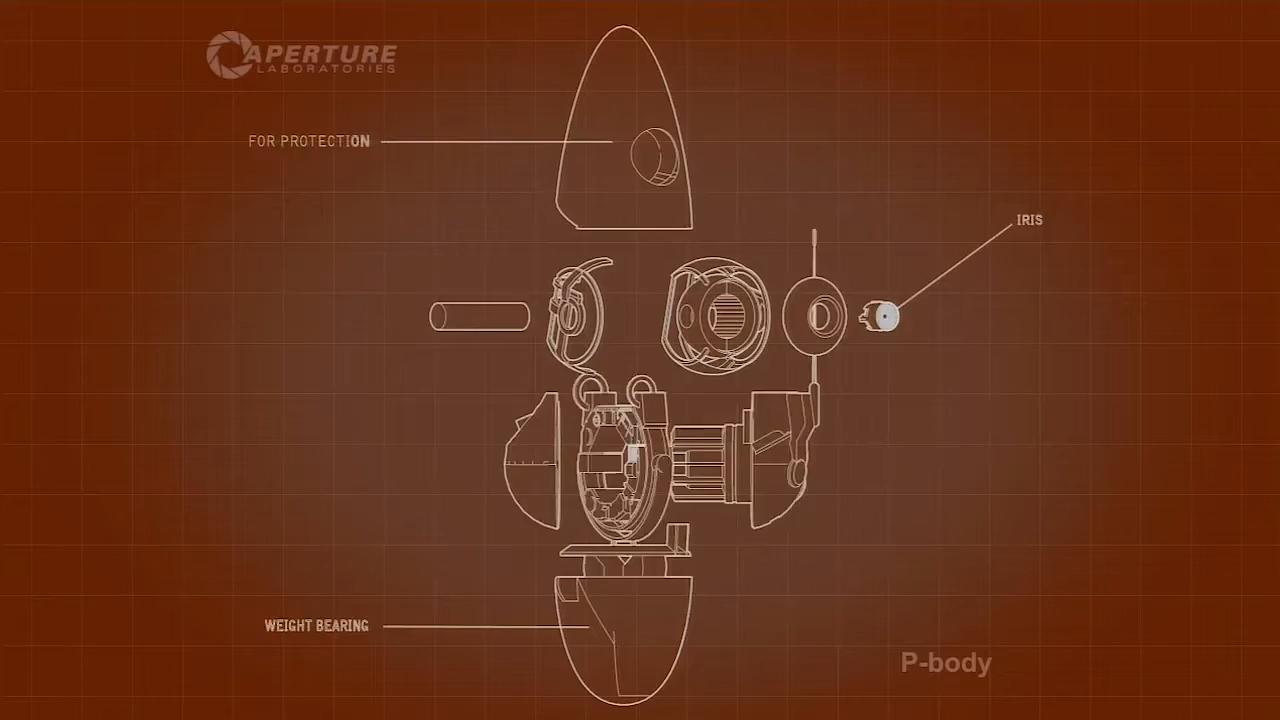 APERTURE
LABORATORIES
FOR PROTECTION
IRIS
WEIGHT BEARING
P-body